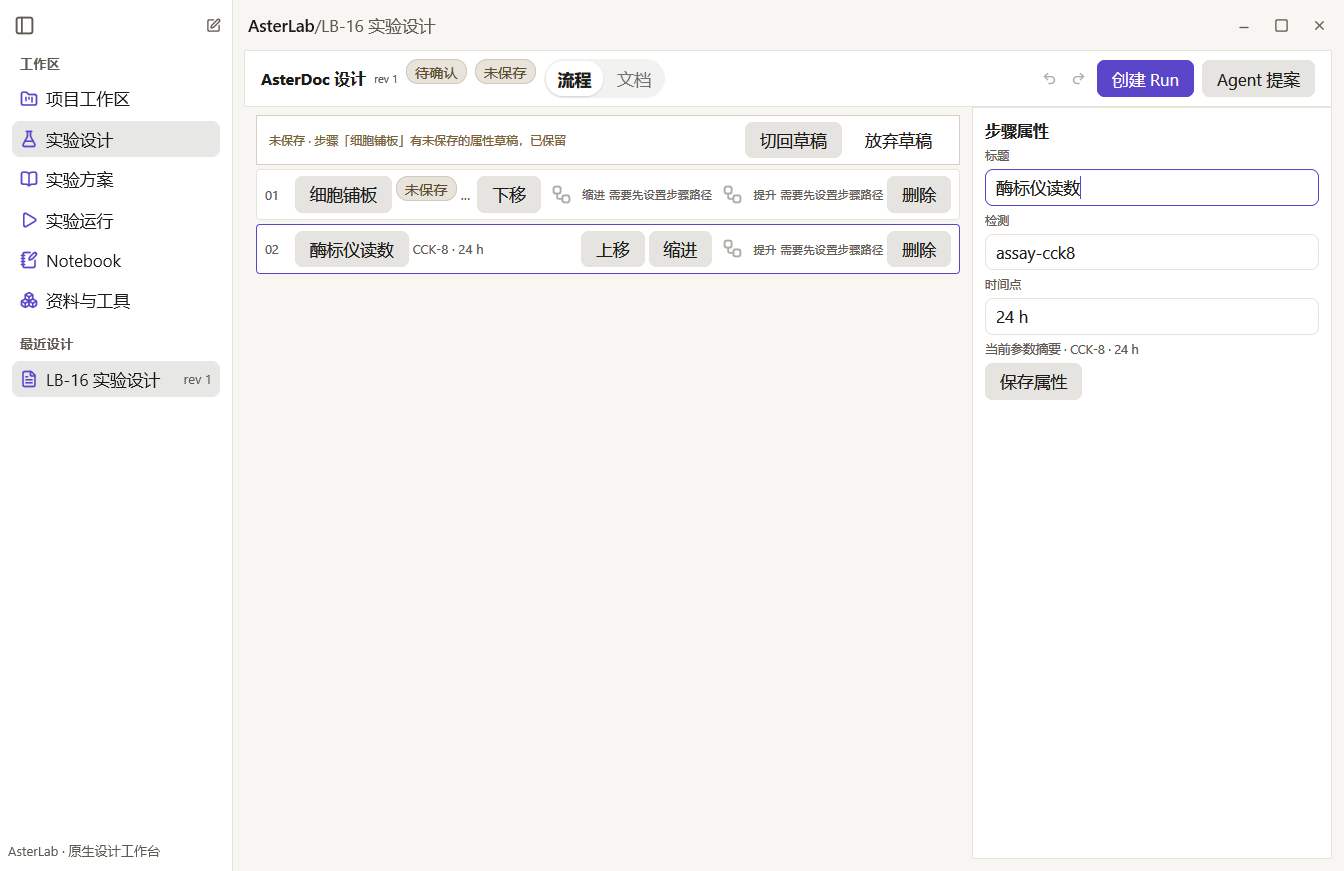 AsterLab/LB-16 实验设计
工作区
项目工作区
实验设计
实验方案
实验运行
Notebook
资料与工具
最近设计
LB-16 实验设计 rev 1
AsterLab · 原生设计工作台
AsterDoc 设计 rev 1 待确认 未保存 流程 文档 创建 Run Agent 提案
未保存 · 步骤「细胞铺板」有未保存的属性草稿，已保留 切回草稿 放弃草稿
01 细胞铺板 未保存 ... 下移 缩进 需要先设置步骤路径 提升 需要先设置步骤路径 删除
02 酶标仪读数 CCK-8 · 24 h 上移 缩进 提升 需要先设置步骤路径 删除
步骤属性
标题
酶标仪读数
检测
assay-cck8
时间点
24 h
当前参数摘要 · CCK-8 · 24 h
保存属性